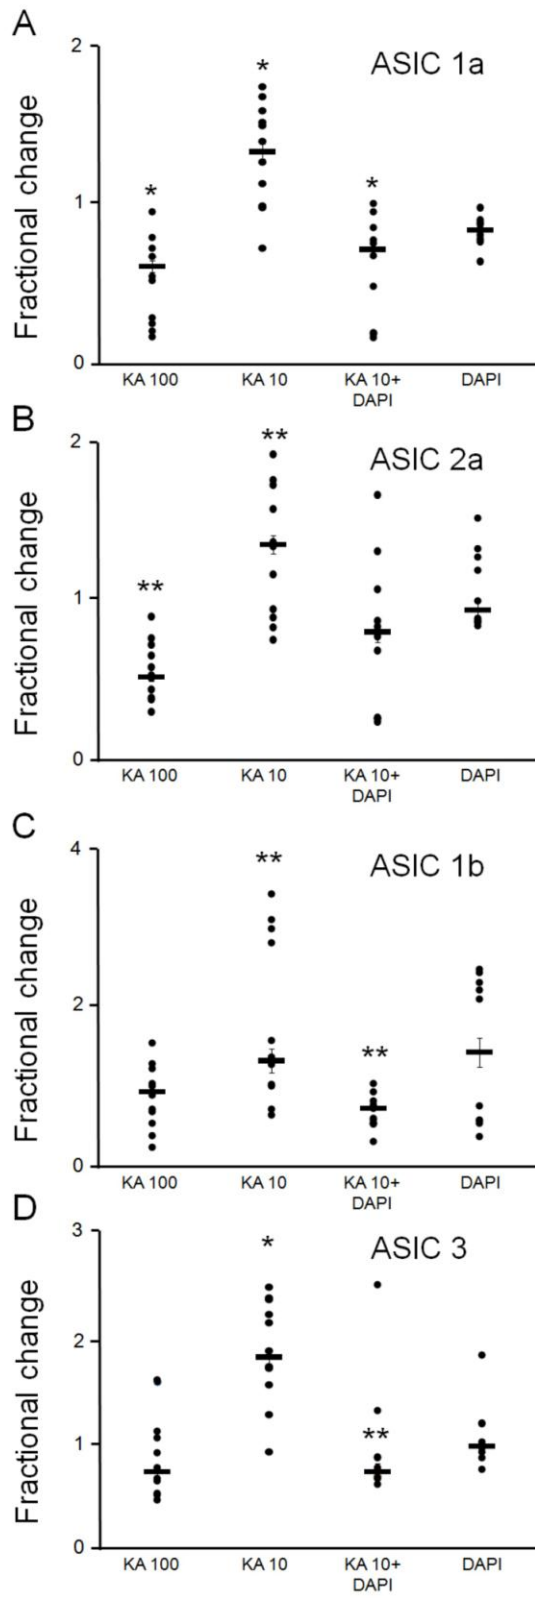 A
ASIC 1a
Fractional change
2
1
0
*
*
*
KA 100
KA 10
KA 10+
DAPI
DAPI
B
ASIC 2a
Fractional change
2
1
0
**
**
KA 100
KA 10
KA 10+
DAPI
DAPI
C
ASIC 1b
Fractional change
4
2
0
**
**
KA 100
KA 10
KA 10+
DAPI
DAPI
D
ASIC 3
Fractional change
3
2
1
0
*
**
KA 100
KA 10
KA 10+
DAPI
DAPI